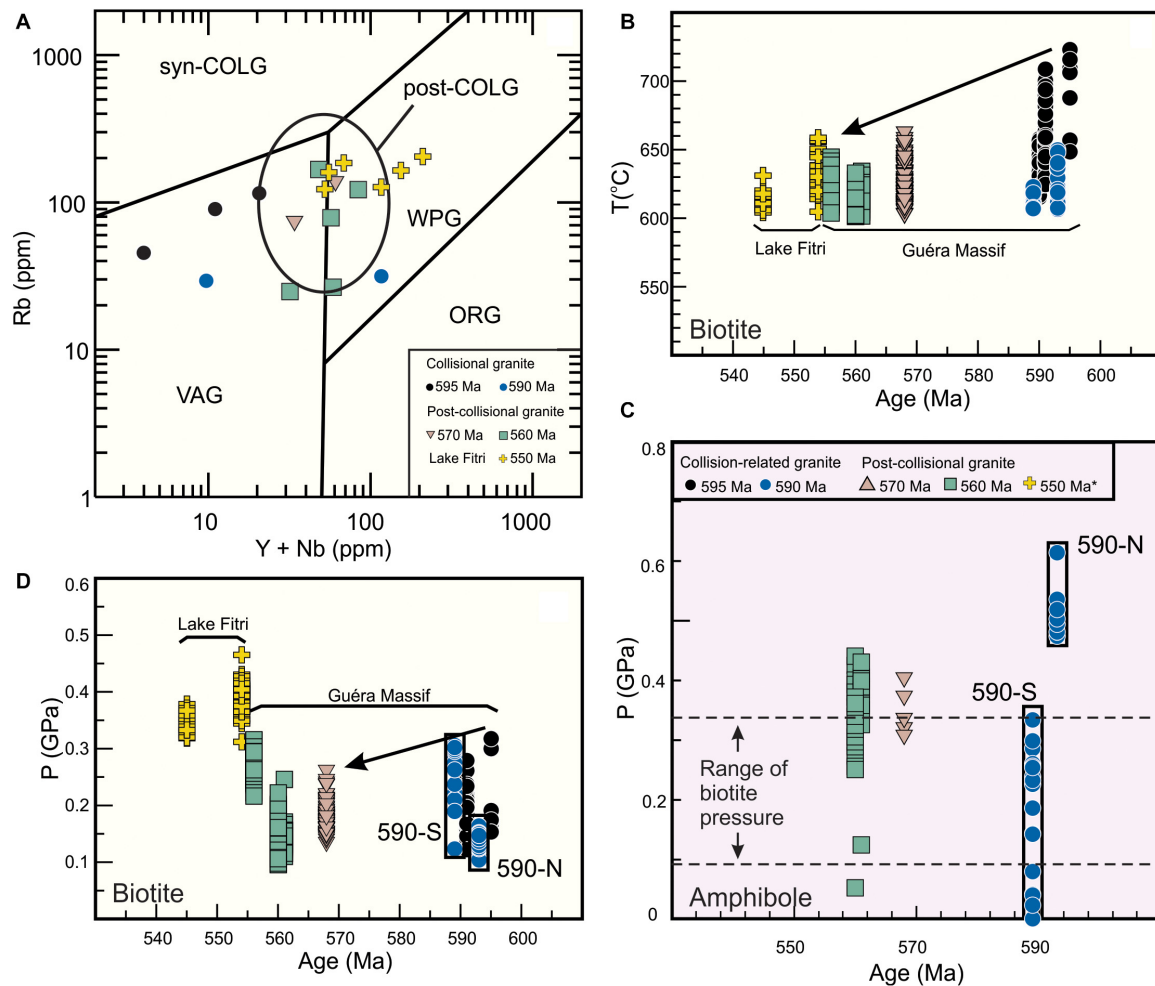 A
Rb (ppm)
1000
100
10
1
syn-COLG
post-COLG
WPG
ORG
VAG
Collisional granite
595 Ma 590 Ma
Post-collisional granite
570 Ma 560 Ma
Lake Fitri 550 Ma
10 100 1000
Y + Nb (ppm)
B
T(°C)
700
650
600
550
Lake Fitri
Guéra Massif
Biotite
540 550 560 570 580 590 600
Age (Ma)
C
P (GPa)
0.8
0.6
0.4
0.2
0
Collision-related granite
595 Ma 590 Ma
Post-collisional granite
570 Ma 560 Ma 550 Ma*
590-N
590-S
Range of
biotite
pressure
Amphibole
550 570 590
Age (Ma)
D
P (GPa)
0.6
0.5
0.4
0.3
0.2
0.1
Lake Fitri
Guéra Massif
590-S
590-N
Biotite
540 550 560 570 580 590 600
Age (Ma)